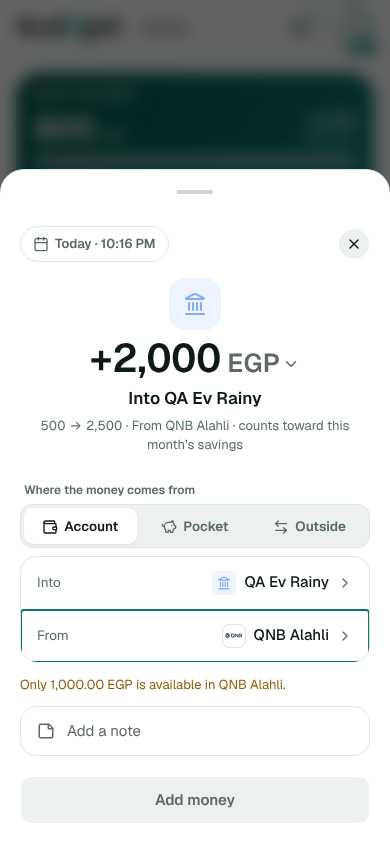 Today · 10:16 PM
+2,000 EGP
Into QA Ev Rainy
500 → 2,500 · From QNB Alahli · counts toward this
month's savings
Where the money comes from
Account
Pocket
Outside
Into
QA Ev Rainy
From
QNB
QNB Alahli
Only 1,000.00 EGP is available in QNB Alahli.
Add a note
Add money